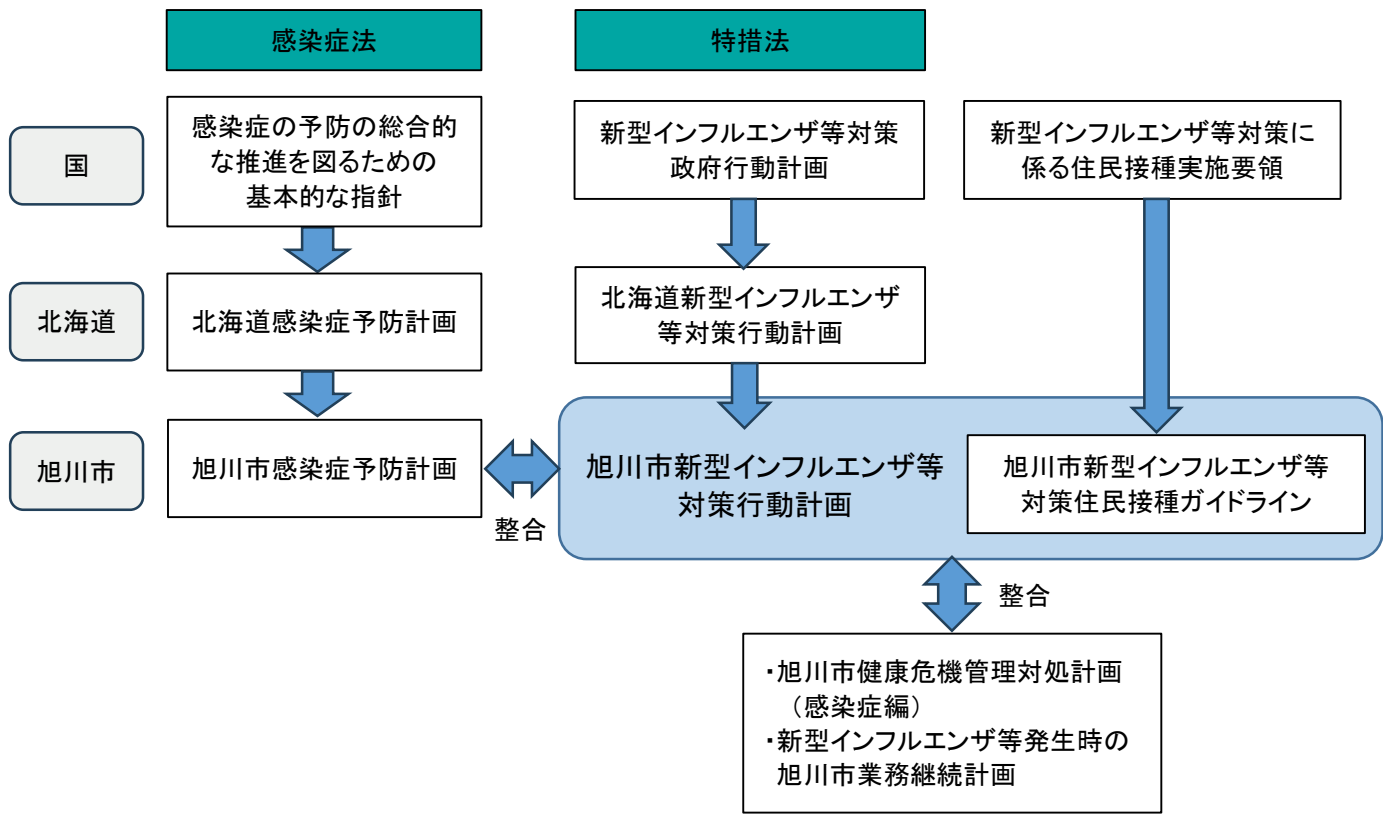 感染症法
特措法
国
感染症の予防の総合的
な推進を図るための
基本的な指針
新型インフルエンザ等対策
政府行動計画
新型インフルエンザ等対策に
係る住民接種実施要領
北海道
北海道感染症予防計画
北海道新型インフルエンザ
等対策行動計画
旭川市
旭川市感染症予防計画
整合
旭川市新型インフルエンザ等
対策行動計画
旭川市新型インフルエンザ等
対策住民接種ガイドライン
整合
・旭川市健康危機管理対処計画
（感染症編）
・新型インフルエンザ等発生時の
旭川市業務継続計画